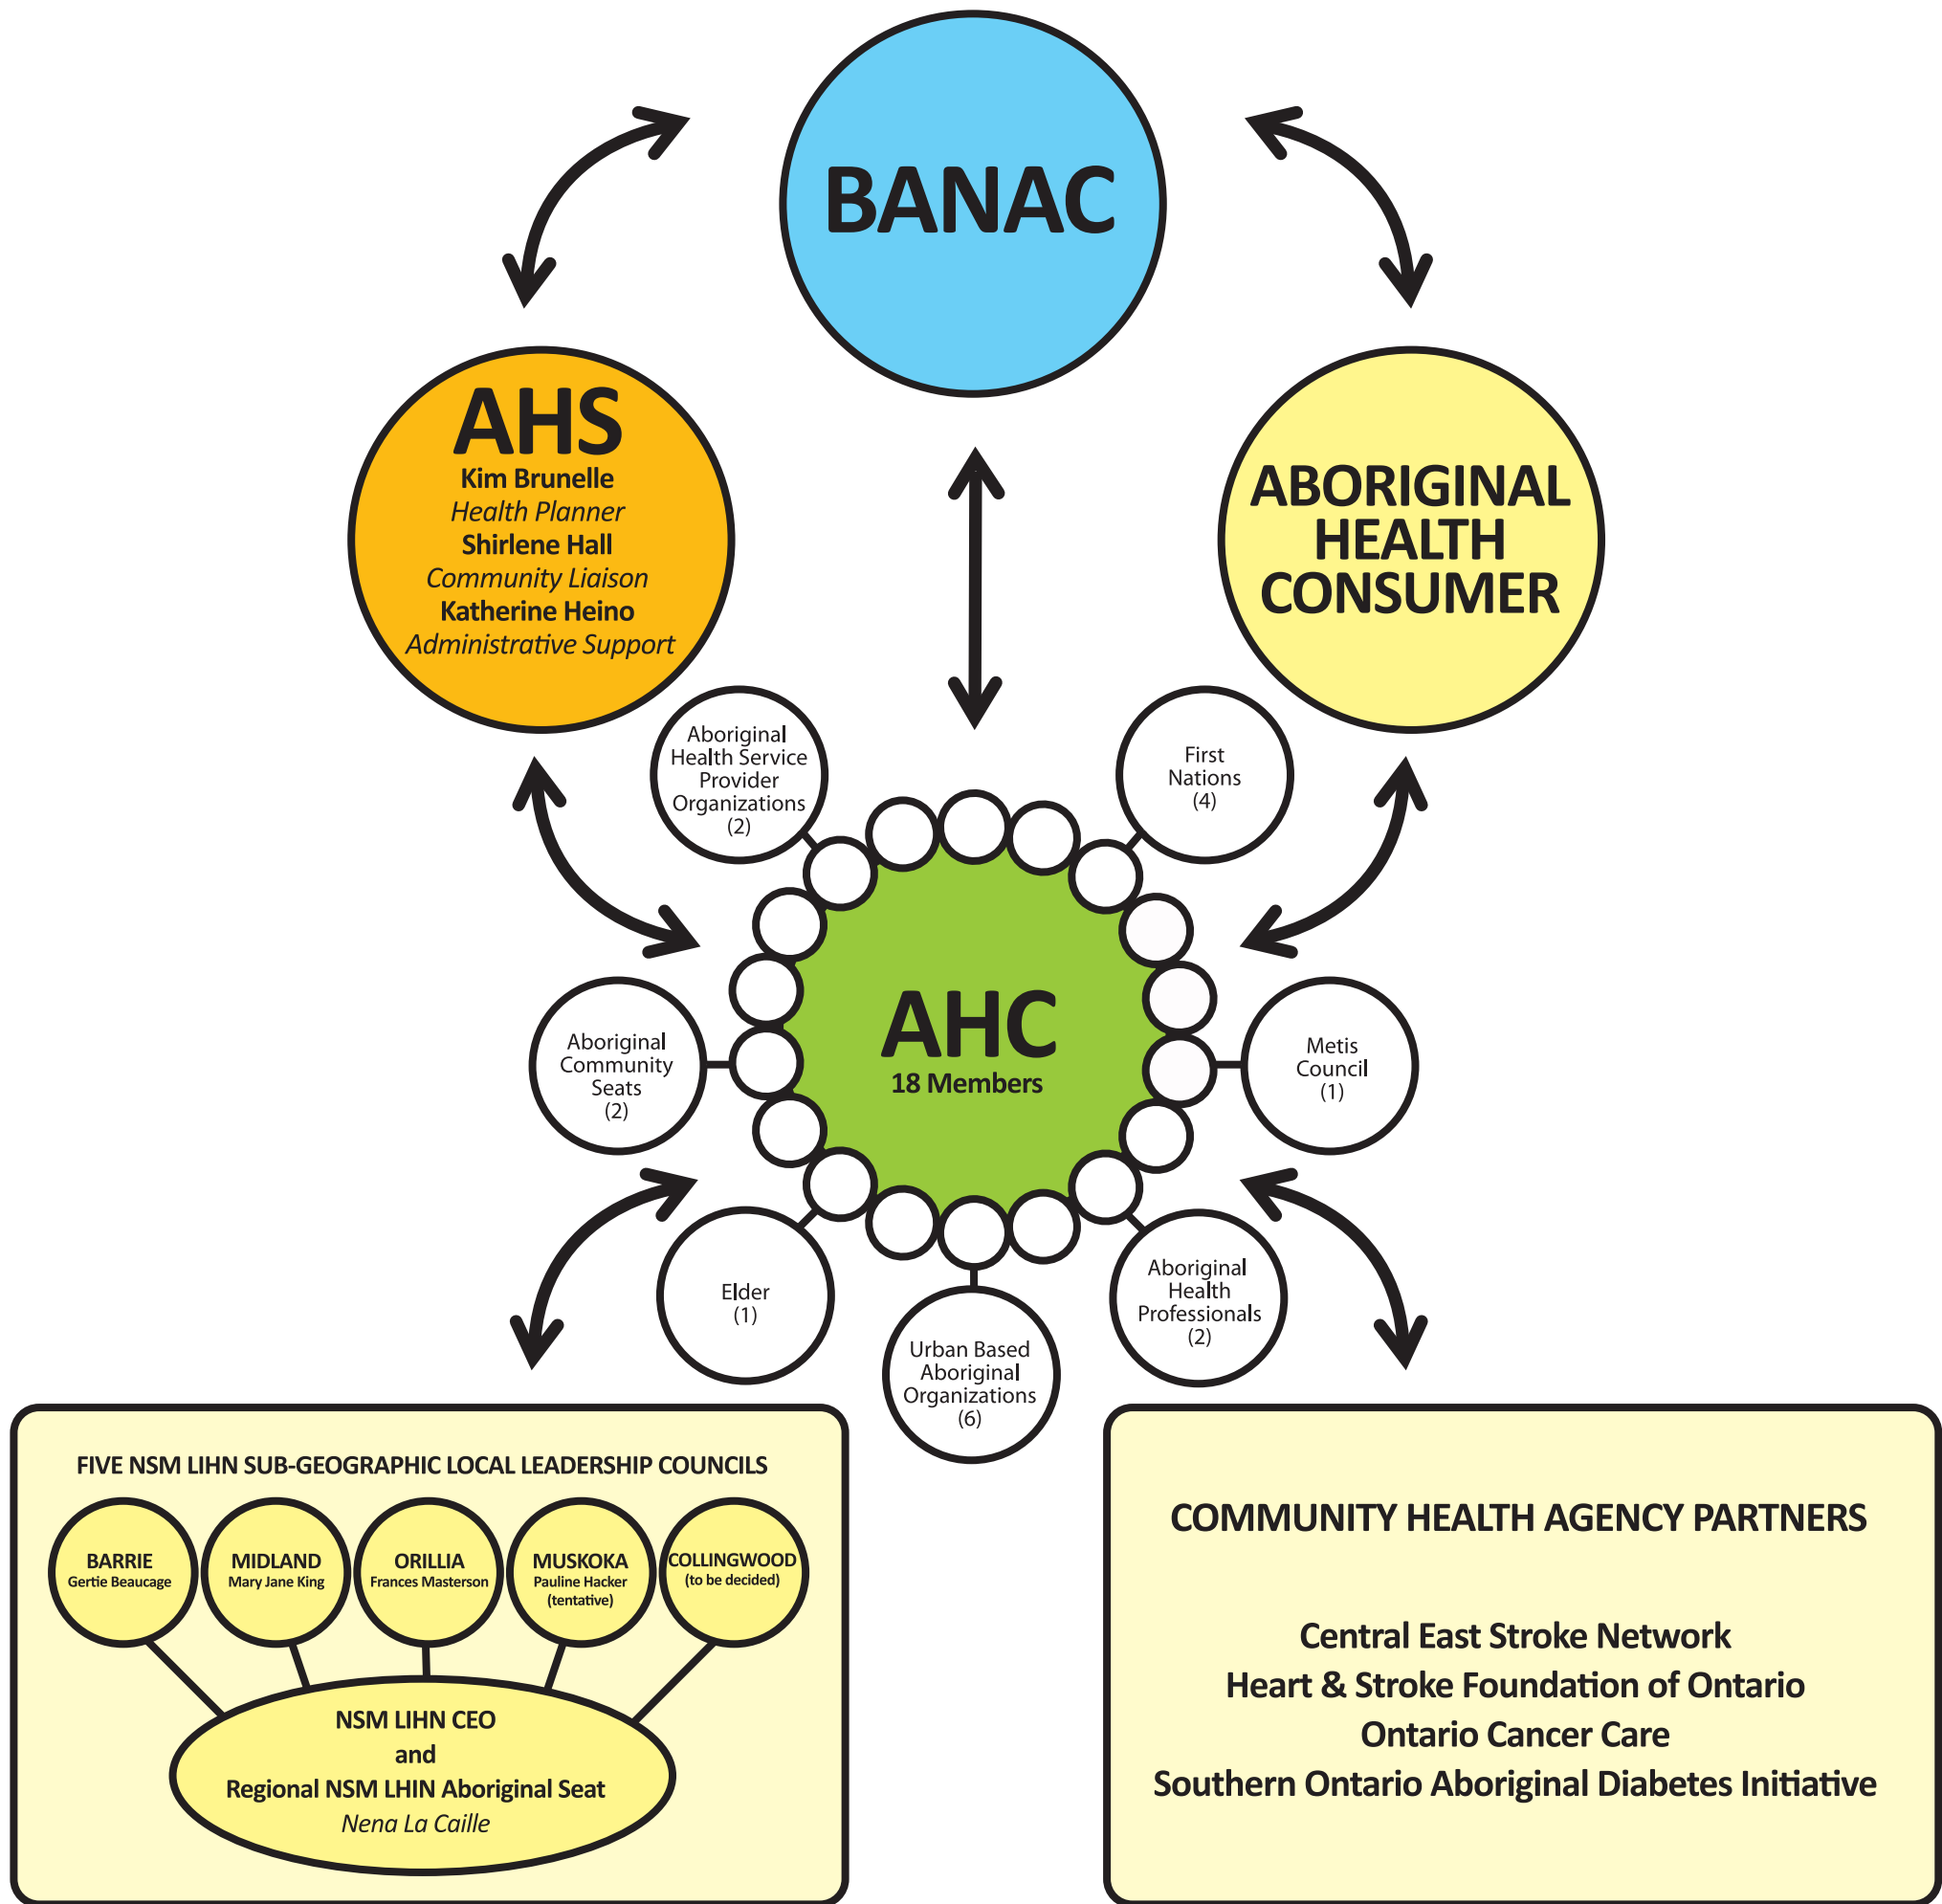 BANAC
AHS
Kim Brunelle
Health Planner
Shirlene Hall
Community Liaison
Katherine Heino
Administrative Support
ABORIGINAL
HEALTH
CONSUMER
Aboriginal
Health Service
Provider
Organizations
(2)
First
Nations
(4)
AHC
18 Members
Aboriginal
Community
Seats
(2)
Metis
Council
(1)
Elder
(1)
Urban Based
Aboriginal
Organizations
(6)
Aboriginal
Health
Professionals
(2)
FIVE NSM LIHN SUB-GEOGRAPHIC LOCAL LEADERSHIP COUNCILS
BARRIE
Gertie Beaucage
MIDLAND
Mary Jane King
ORILLIA
Frances Masterson
MUSKOKA
Pauline Hacker
(tentative)
COLLINGWOOD
(to be decided)
NSM LIHN CEO
and
Regional NSM LHIN Aboriginal Seat
Nena La Caille
COMMUNITY HEALTH AGENCY PARTNERS
Central East Stroke Network
Heart & Stroke Foundation of Ontario
Ontario Cancer Care
Southern Ontario Aboriginal Diabetes Initiative